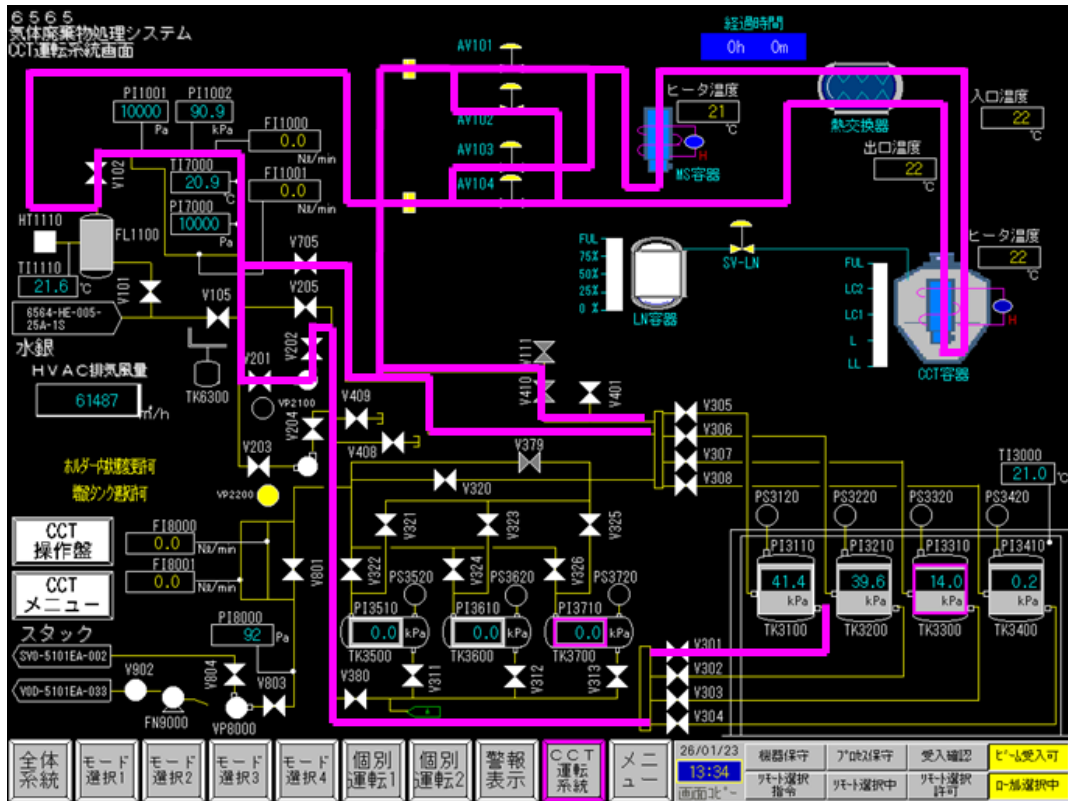 6565
気体廃棄物処理システム
CCT運転系統画面
経過時間
0h 0m
AV101
AV102
AV103
AV104
ヒータ温度
21 ℃
H
MS容器
熱交換器
入口温度
22 ℃
出口温度
22 ℃
ヒータ温度
22 ℃
H
CCT容器
FUL
LC2
LC1
L
LL
SV-LN
FUL
75%
50%
25%
0 %
LN容器
PI1001
10000
Pa
PI1002
90.9
kPa
FI1000
0.0
Nℓ/min
FI1001
0.0
Nℓ/min
TI7000
20.9
℃
PI7000
10000
Pa
V102
HT1110
FL1100
TI1110
21.6 ℃
V101
V105
6564-HE-005-
25A-1S
水銀
HVAC排気風量
61487 ㎥/h
TK6300
V705
V205
V202
V201
VP2100
V204
V203
V409
V408
VP2200
V111
V410
V401
V379
V320
V305
V306
V307
V308
TI3000
21.0 ℃
PS3120
PS3220
PS3320
PS3420
PI3110
41.4
kPa
TK3100
PI3210
39.6
kPa
TK3200
PI3310
14.0
kPa
TK3300
PI3410
0.2
kPa
TK3400
ホルダー内状態変更許可
増設タンク選択許可
CCT
操作盤
CCT
メニュー
FI8000
0.0
Nℓ/min
FI8001
0.0
Nℓ/min
V801
V321
V323
V325
V322
V324
V326
PS3520
PS3620
PS3720
PI3510
0.0 kPa
TK3500
PI3610
0.0 kPa
TK3600
PI3710
0.0 kPa
TK3700
V311
V312
V313
V380
V301
V302
V303
V304
スタック
SVO-5101EA-002
VOD-5101EA-033
PI8000
92 Pa
V902
FN9000
V804
VP8000
V803
全体
系統
モード
選択1
モード
選択2
モード
選択3
モード
選択4
個別
運転1
個別
運転2
警報
表示
CCT
運転
系統
メニ
ュー
26/01/23
13:34
画面コピー
機器保守
プロセス保守
受入確認
ビーム受入可
リモート選択
指令
リモート選択中
リモート選択
許可
ローカル選択中